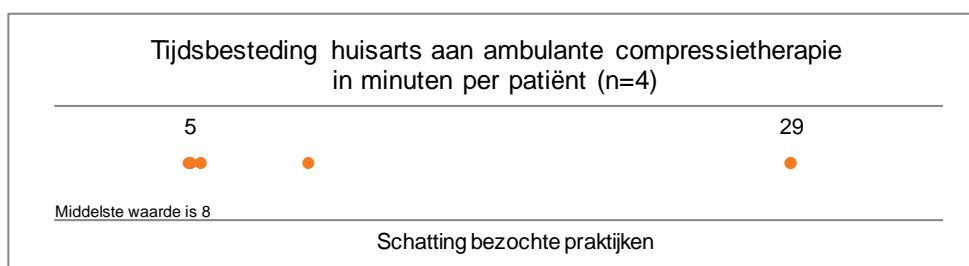 Tijdsbesteding huisarts aan ambulante compressietherapie
in minuten per patiënt (n=4)
5 29
Middelste waarde is 8
Schatting bezochte praktijken